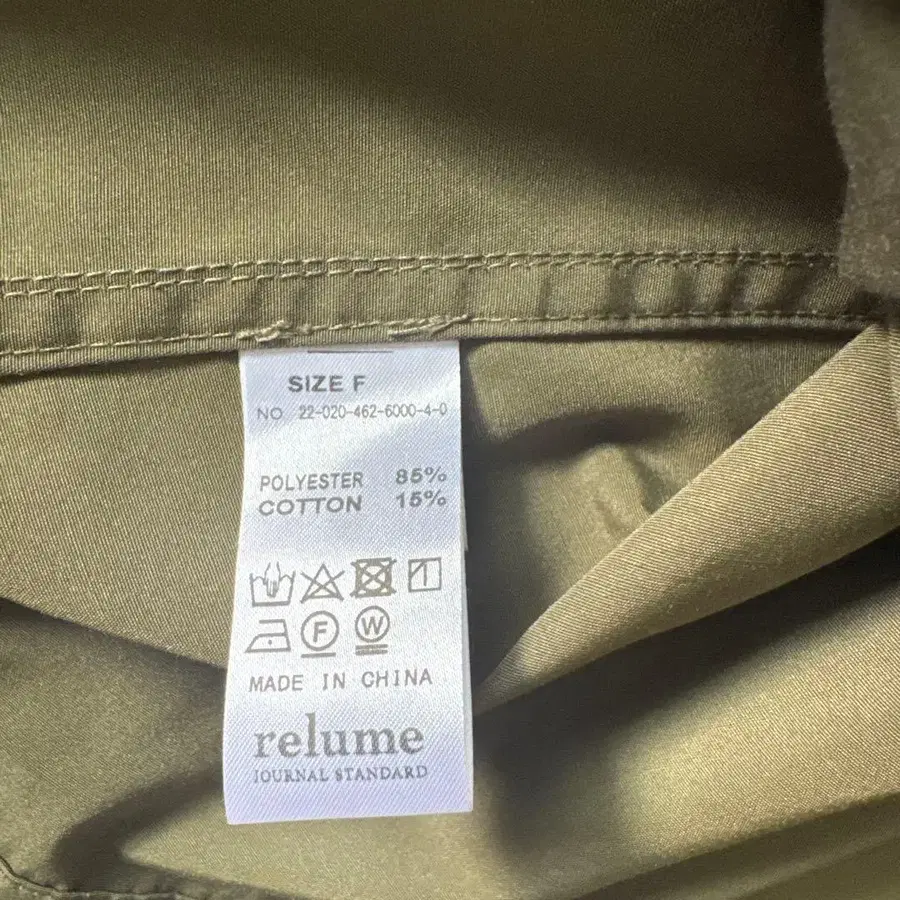 SIZE F
NO 22-020-462-6000-4-0
POLYESTER 85%
COTTON 15%
F W
MADE IN CHINA
relume
JOURNAL STANDARD